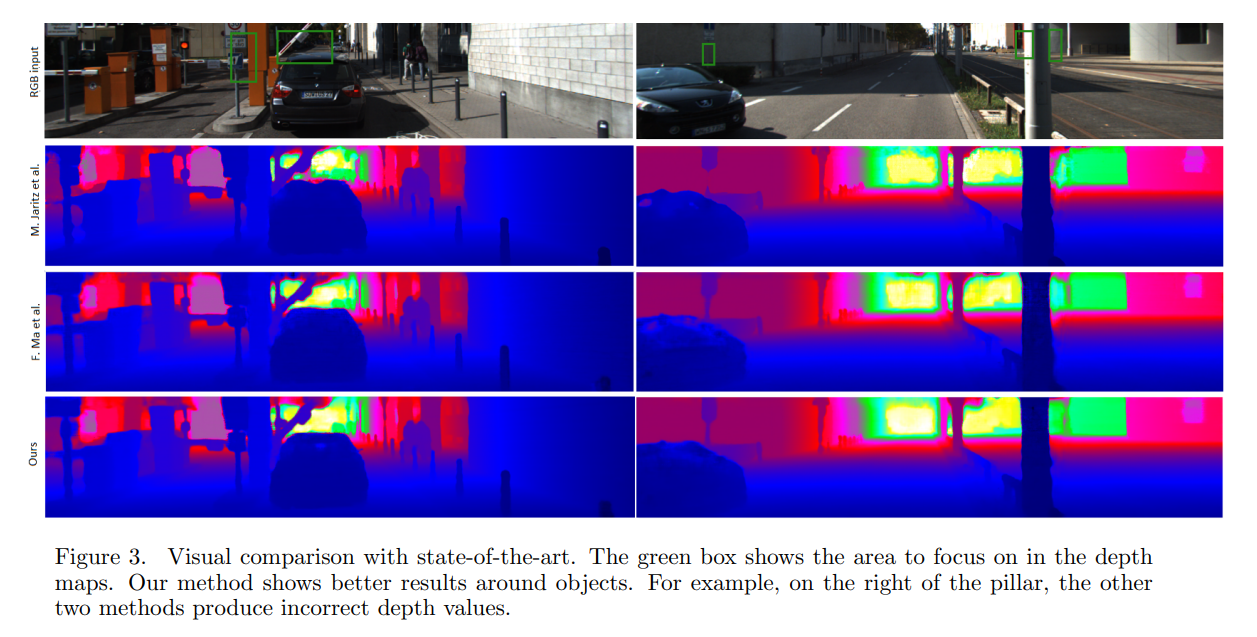 RGB input
M. Jaritz et al.
F. Ma et al.
Ours
Figure 3. Visual comparison with state-of-the-art. The green box shows the area to focus on in the depth
maps. Our method shows better results around objects. For example, on the right of the pillar, the other
two methods produce incorrect depth values.